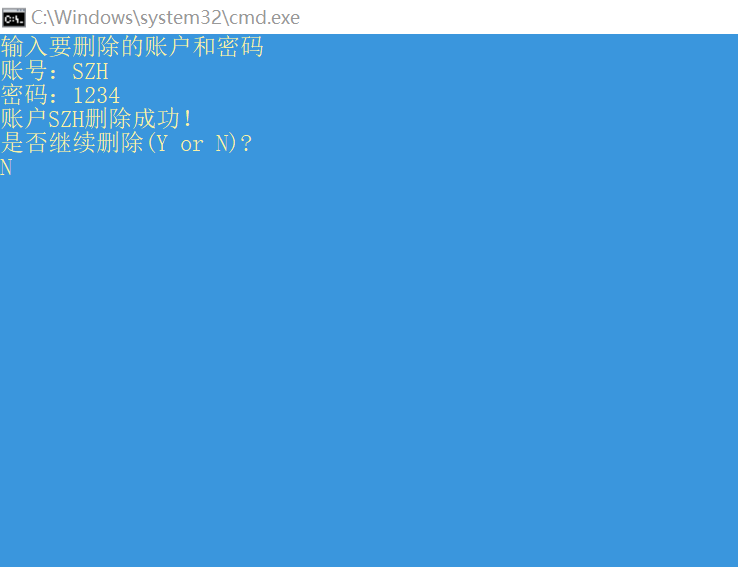 C:\Windows\system32\cmd.exe
输入要删除的账户和密码
账号：SZH
密码：1234
账户SZH删除成功！
是否继续删除(Y or N)?
N